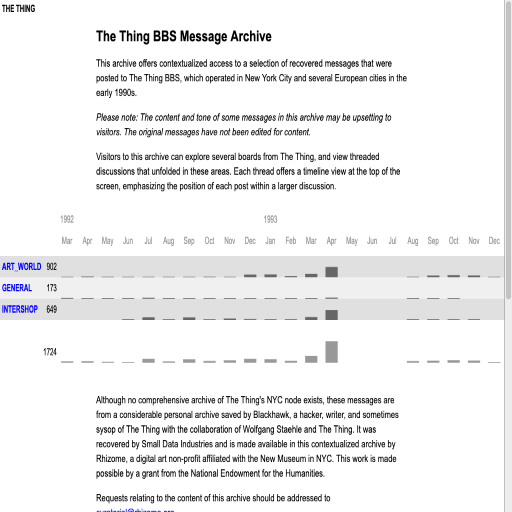 THE THING
The Thing BBS Message Archive
This archive offers contextualized access to a selection of recovered messages that were
posted to The Thing BBS, which operated in New York City and several European cities in the
early 1990s.
Please note: The content and tone of some messages in this archive may be upsetting to
visitors. The original messages have not been edited for content.
Visitors to this archive can explore several boards from The Thing, and view threaded
discussions that unfolded in these areas. Each thread offers a timeline view at the top of the
screen, emphasizing the position of each post within a larger discussion.
1992 1993
Mar Apr May Jun Jul Aug Sep Oct Nov Dec Jan Feb Mar Apr May Jun Jul Aug Sep Oct Nov Dec
ART_WORLD 902
GENERAL 173
INTERSHOP 649
1724
Although no comprehensive archive of The Thing's NYC node exists, these messages are
from a considerable personal archive saved by Blackhawk, a hacker, writer, and sometimes
sysop of The Thing with the collaboration of Wolfgang Staehle and The Thing. It was
recovered by Small Data Industries and is made available in this contextualized archive by
Rhizome, a digital art non-profit affiliated with the New Museum in NYC. This work is made
possible by a grant from the National Endowment for the Humanities.
Requests relating to the content of this archive should be addressed to